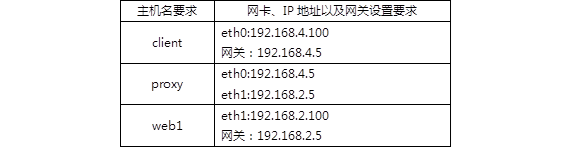 主机名要求 网卡、IP 地址以及网关设置要求
client
eth0:192.168.4.100
网关：192.168.4.5
proxy
eth0:192.168.4.5
eth1:192.168.2.5
web1
eth1:192.168.2.100
网关：192.168.2.5